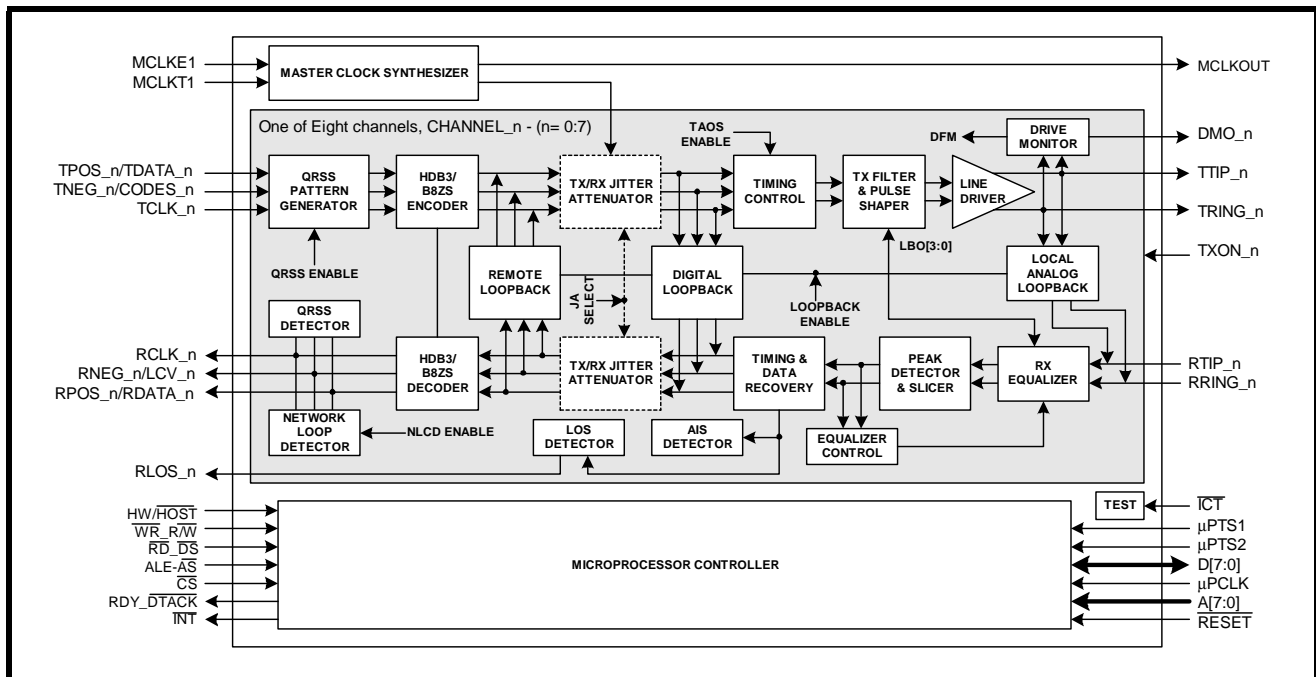 MCLKE1
MCLKT1
MASTER CLOCK SYNTHESIZER
MCLKOUT
One of Eight channels, CHANNEL_n - (n= 0:7)
TAOS
ENABLE
DFM
DRIVE
MONITOR
DMO_n
TPOS_n/TDATA_n
TNEG_n/CODES_n
TCLK_n
QRSS
PATTERN
GENERATOR
HDB3/
B8ZS
ENCODER
TX/RX JITTER
ATTENUATOR
TIMING
CONTROL
TX FILTER
& PULSE
SHAPER
LINE
DRIVER
TTIP_n
TRING_n
TXON_n
QRSS ENABLE
REMOTE
LOOPBACK
JA
SELECT
DIGITAL
LOOPBACK
LOOPBACK
ENABLE
LBO[3:0]
LOCAL
ANALOG
LOOPBACK
QRSS
DETECTOR
RCLK_n
RNEG_n/LCV_n
RPOS_n/RDATA_n
HDB3/
B8ZS
DECODER
TX/RX JITTER
ATTENUATOR
TIMING &
DATA
RECOVERY
PEAK
DETECTOR
& SLICER
RX
EQUALIZER
RTIP_n
RRING_n
NETWORK
LOOP
DETECTOR
NLCD ENABLE
LOS
DETECTOR
AIS
DETECTOR
EQUALIZER
CONTROL
RLOS_n
HW/HOST
WR_R/W
RD_DS
ALE-AS
CS
RDY_DTACK
INT
MICROPROCESSOR CONTROLLER
TEST
ICT
µPTS1
µPTS2
D[7:0]
µPCLK
A[7:0]
RESET